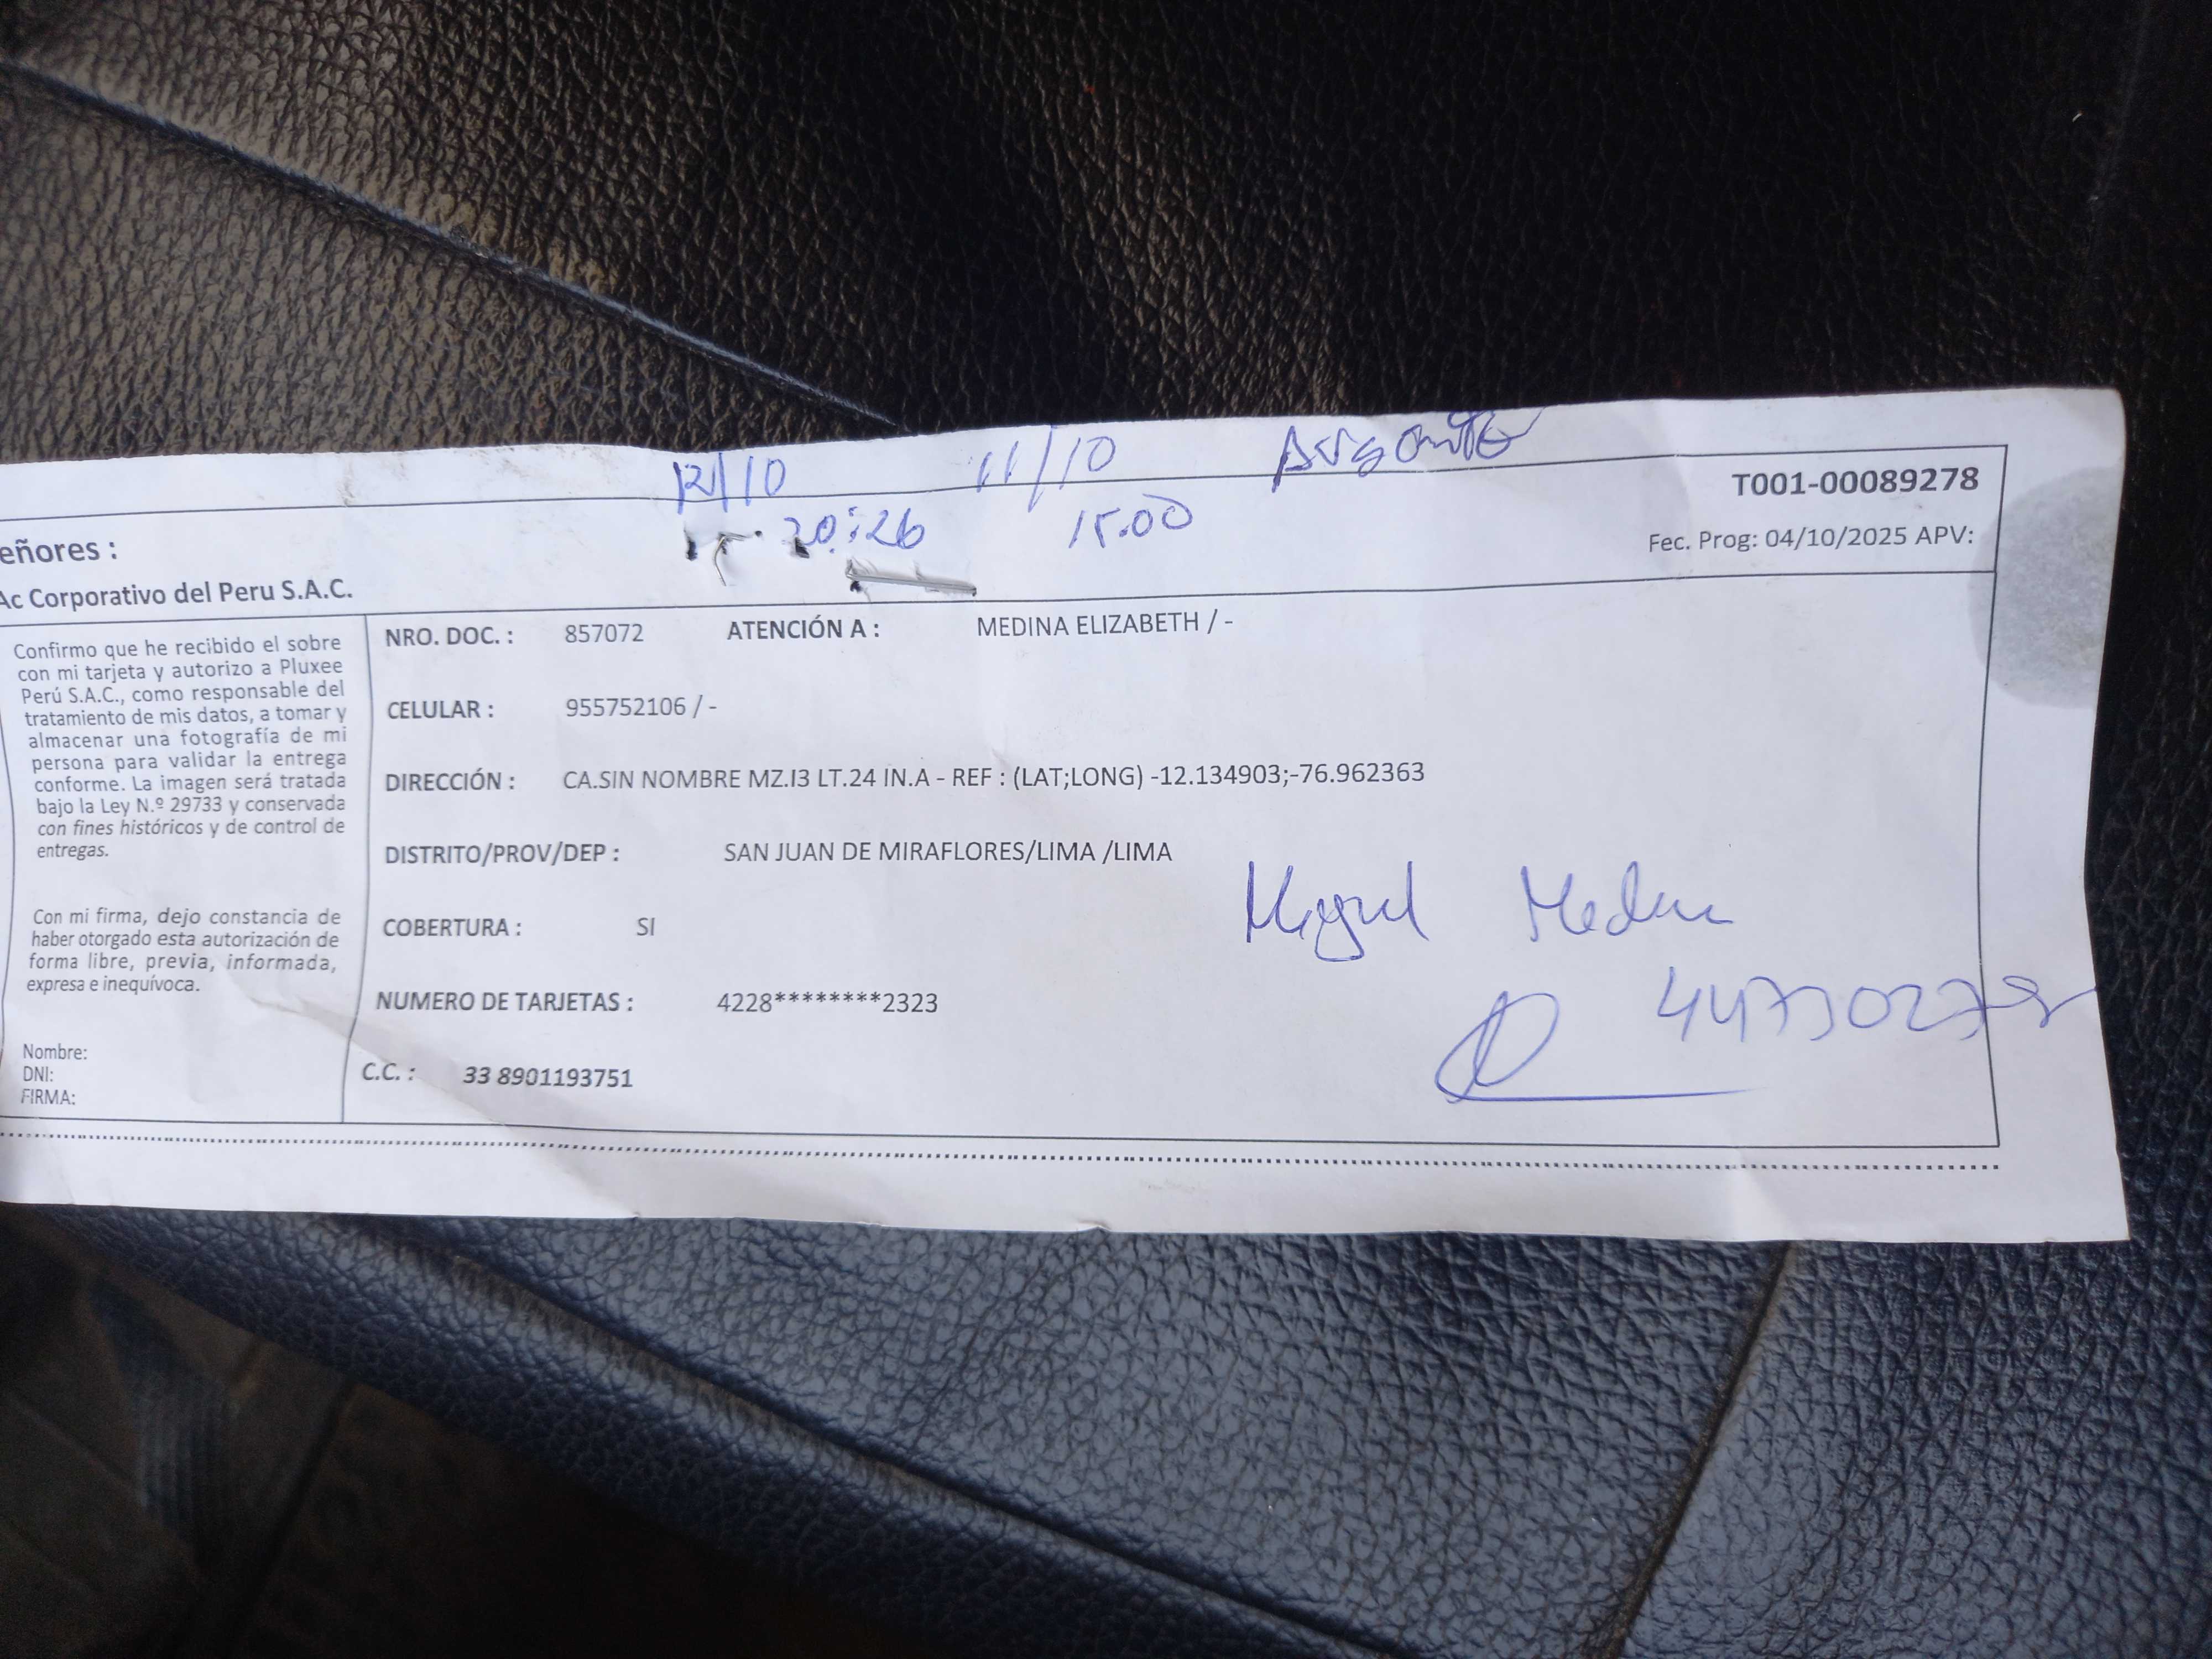 12/10 11/10 Ausente
20:26 15.00
T001-00089278
Fec. Prog: 04/10/2025 APV:
eñores :
Ac Corporativo del Peru S.A.C.
Confirmo que he recibido el sobre
con mi tarjeta y autorizo a Pluxee
Perú S.A.C., como responsable del
tratamiento de mis datos, a tomar y
almacenar una fotografía de mi
persona para validar la entrega
conforme. La imagen será tratada
bajo la Ley N.º 29733 y conservada
con fines históricos y de control de
entregas.
Con mi firma, dejo constancia de
haber otorgado esta autorización de
forma libre, previa, informada,
expresa e inequívoca.
Nombre:
DNI:
FIRMA:
NRO. DOC. : 857072 ATENCIÓN A : MEDINA ELIZABETH / -
CELULAR : 955752106 / -
DIRECCIÓN : CA.SIN NOMBRE MZ.I3 LT.24 IN.A - REF : (LAT;LONG) -12.134903;-76.962363
DISTRITO/PROV/DEP : SAN JUAN DE MIRAFLORES/LIMA /LIMA
COBERTURA : SI
NUMERO DE TARJETAS : 4228********2323
C.C. : 33 8901193751
Miguel Medina